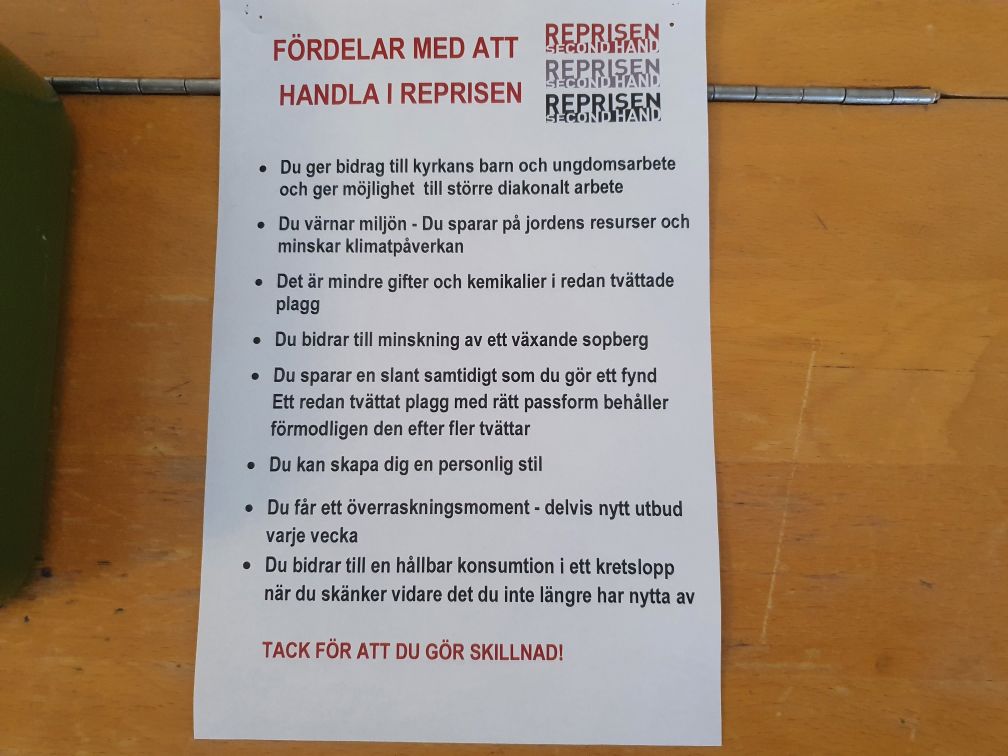 FÖRDELAR MED ATT
HANDLA I REPRISEN
REPRISEN
SECOND HAND
REPRISEN
SECOND HAND
REPRISEN
SECOND HAND
• Du ger bidrag till kyrkans barn och ungdomsarbete
och ger möjlighet till större diakonalt arbete
• Du värnar miljön - Du sparar på jordens resurser och
minskar klimatpåverkan
• Det är mindre gifter och kemikalier i redan tvättade
plagg
• Du bidrar till minskning av ett växande sopberg
• Du sparar en slant samtidigt som du gör ett fynd
Ett redan tvättat plagg med rätt passform behåller
förmodligen den efter fler tvättar
• Du kan skapa dig en personlig stil
• Du får ett överraskningsmoment - delvis nytt utbud
varje vecka
• Du bidrar till en hållbar konsumtion i ett kretslopp
när du skänker vidare det du inte längre har nytta av
TACK FÖR ATT DU GÖR SKILLNAD!